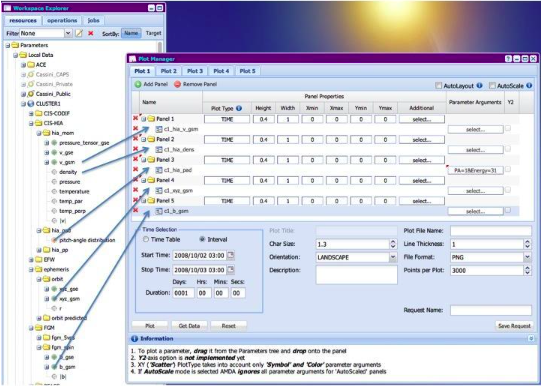 Workspace Explorer
resources operations jobs
Filter None SortBy: Name Target
Parameters
Local Data
ACE
Cassini_CAPS
Cassini_Private
Cassini_Public
CLUSTER1
CIS-CODIF
CIS-HIA
hia_mom
pressure_tensor_gse
v_gse
v_gsm
density
pressure
temperature
temp_par
temp_perp
|v|
hia_pad
pitch-angle distribution
hia_pp
EFW
ephemeris
orbit
xyz_gse
xyz_gsm
r
orbit predicted
FGM
fgm_5vps
fgm_spin
b_gse
b_gsm
|b|
Plot Manager
Plot 1 Plot 2 Plot 3 Plot 4 Plot 5
Add Panel Remove Panel AutoLayout AutoScale
Panel Properties
Name Plot Type Height Width Xmin Xmax Ymin Ymax Additional Parameter Arguments Y2
Panel 1 TIME 0.4 1 0 0 0 0 select...
c1_hia_v_gsm select...
Panel 2 TIME 0.4 1 0 0 0 0 select...
c1_hia_dens select...
Panel 3 TIME 0.4 1 0 0 0 0 select...
c1_hia_pad PA=1&Energy=31
Panel 4 TIME 0.4 1 0 0 0 0 select...
c1_xyz_gsm select...
Panel 5 TIME 0.4 1 0 0 0 0 select...
c1_b_gsm select...
Time Selection
Time Table Interval
Start Time: 2008/10/02 03:00
Stop Time: 2008/10/03 03:00
Days: Hrs: Mins: Secs:
Duration: 0001 00 00 00
Plot Title: Plot File Name:
Char Size: 1.3 Line Thickness: 1
Orientation: LANDSCAPE File Format: PNG
Description: Points per Plot: 3000
Request Name:
Plot Get Data Reset Save Request
Information
1. To plot a parameter, drag it from the Parameters tree and drop onto the panel
2. Y2-axis option is not implemented yet
3. XY ('Scatter') PlotType takes into account only 'Symbol' and 'Color' parameter arguments
4. If AutoScale mode is selected AMDA ignores all parameter arguments for 'AutoScaled' panels